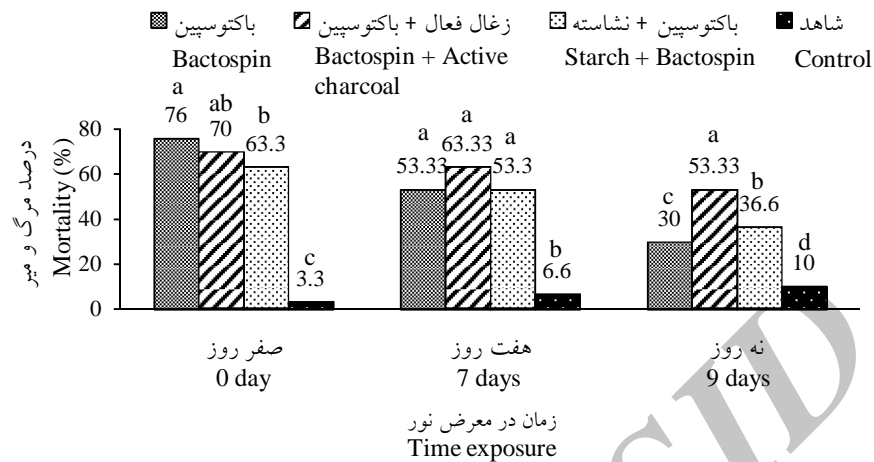 باکتوسپین زغال فعال + باکتوسپین باکتوسپین + نشاسته شاهد
Bactospin Bactospin + Active charcoal Starch + Bactospin Control
درصد مرگ و میر
Mortality (%)
80
60
40
20
0
a
76
ab
70
b
63.3
c
3.3
a
53.33
a
63.33
a
53.3
b
6.6
c
30
a
53.33
b
36.6
d
10
صفر روز هفت روز نه روز
0 day 7 days 9 days
زمان در معرض نور
Time exposure
SID